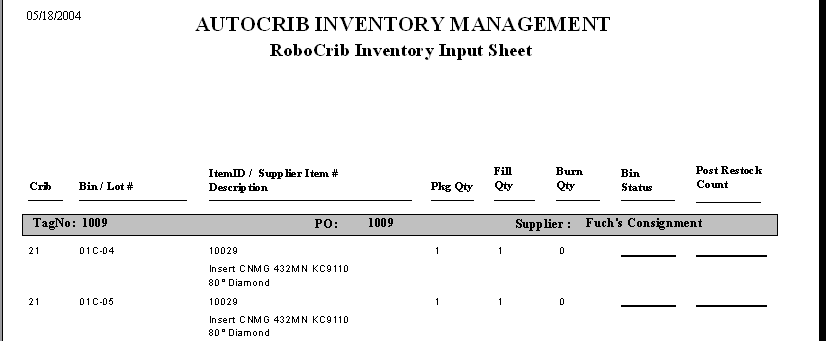 05/18/2004
AUTOCRIB INVENTORY MANAGEMENT
RoboCrib Inventory Input Sheet
Crib Bin / Lot # ItemID / Supplier Item # Description Pkg Qty Fill Qty Burn Qty Bin Status Post Restock Count
TagNo: 1009 PO: 1009 Supplier : Fuch's Consignment
21 01C-04 10029 1 1 0
Insert CNMG 432MN KC9110
80° Diamond
21 01C-05 10029 1 1 0
Insert CNMG 432MN KC9110
80° Diamond